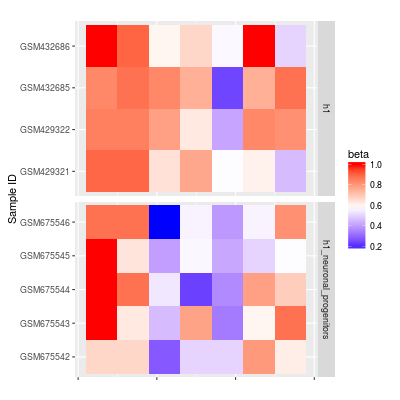 GSM432686
GSM432685
GSM429322
GSM429321
h1
GSM675546
GSM675545
GSM675544
GSM675543
GSM675542
h1_neuronal_progenitors
Sample ID
beta
1.0
0.8
0.6
0.4
0.2